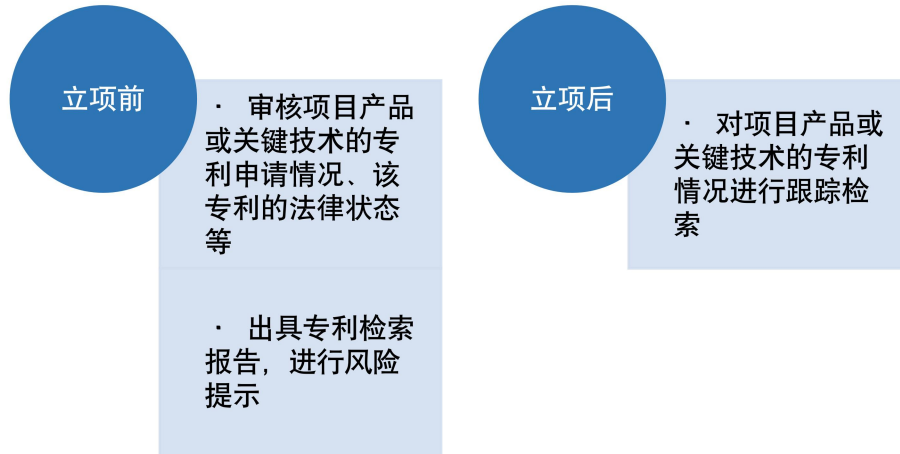 立项前
· 审核项目产品
或关键技术的专
利申请情况、该
专利的法律状态
等
· 出具专利检索
报告，进行风险
提示
立项后
· 对项目产品或
关键技术的专利
情况进行跟踪检
索